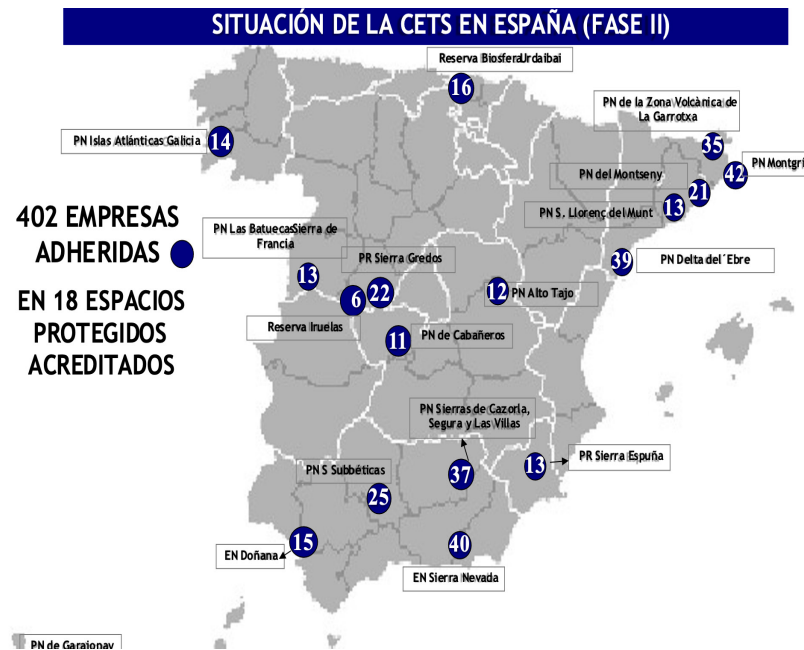 SITUACIÓN DE LA CETS EN ESPAÑA (FASE II)
Reserva BiosferaUrdaibai
16
PN de la Zona Volcànica de
La Garrotxa
35
PN Islas Atlánticas Galicia
14
PN Montgrí
42
PN del Montseny
21
PN S. Llorenç del Munt
13
402 EMPRESAS
ADHERIDAS
EN 18 ESPACIOS
PROTEGIDOS
ACREDITADOS
PN Las BatuecasSierra de
Francia
13
PR Sierra Gredos
22
6
Reserva Iruelas
12
PN Alto Tajo
39
PN Delta del´Ebre
11
PN de Cabañeros
PN Sierras de Cazorla,
Segura y Las Villas
37
13
PR Sierra Espuña
PN S Subbéticas
25
15
EN Doñana
40
EN Sierra Nevada
PN de Garajonay